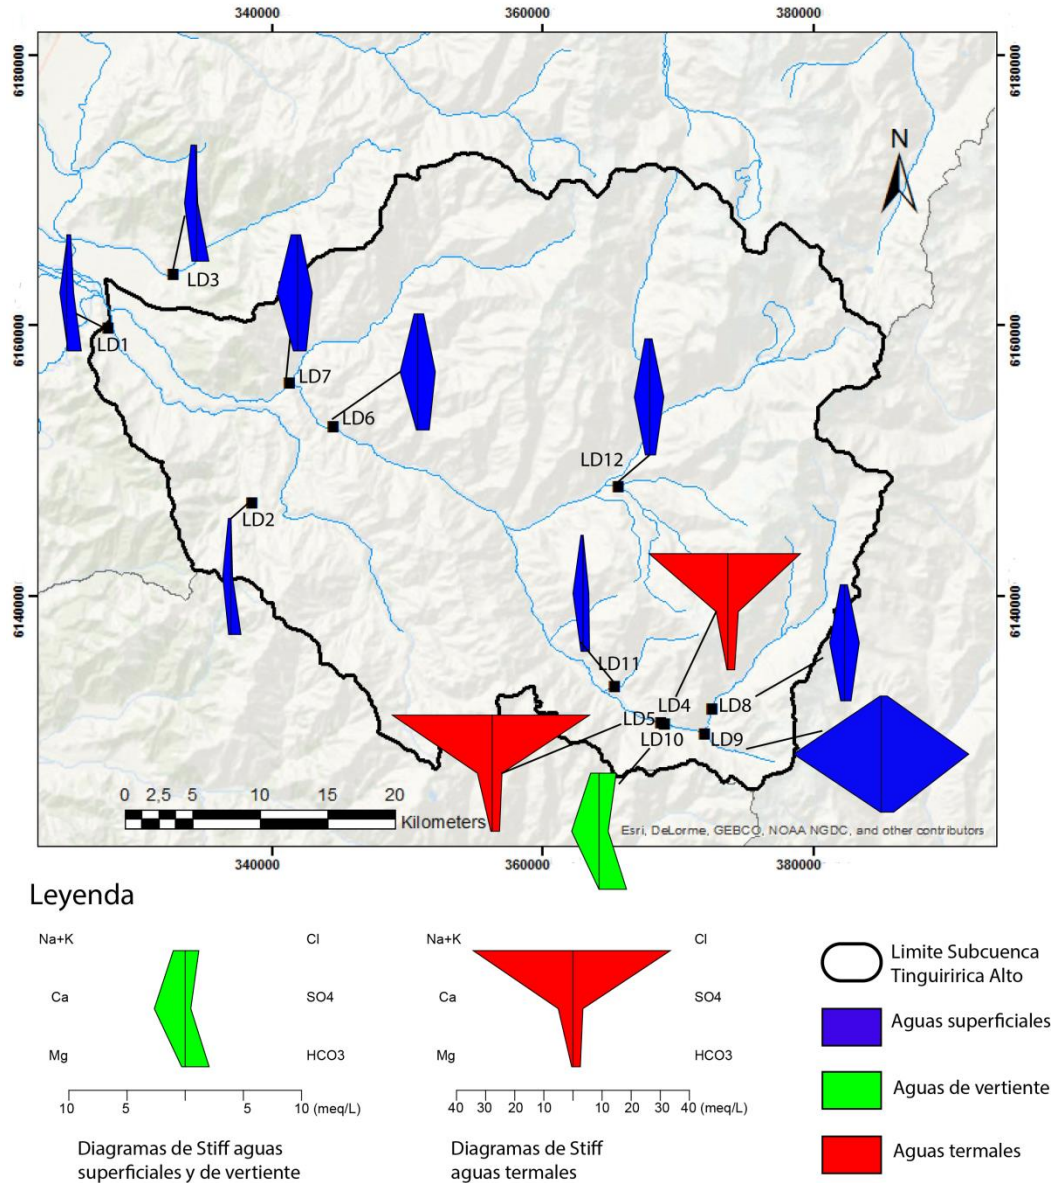 340000
360000
380000
6180000
6180000
N
LD3
LD1
6160000
6160000
LD7
LD6
LD12
LD2
6140000
6140000
LD11
LD4
LD8
LD5
LD9
LD10
0 2,5 5 10 15 20
Kilometers
Esri, DeLorme, GEBCO, NOAA NGDC, and other contributors
340000
360000
380000
Leyenda
Na+K
Cl
Ca
SO4
Mg
HCO3
10 5 5 10 (meq/L)
Diagramas de Stiff aguas
superficiales y de vertiente
Na+K
Cl
Ca
SO4
Mg
HCO3
40 30 20 10 10 20 30 40 (meq/L)
Diagramas de Stiff
aguas termales
Limite Subcuenca
Tinguiririca Alto
Aguas superficiales
Aguas de vertiente
Aguas termales